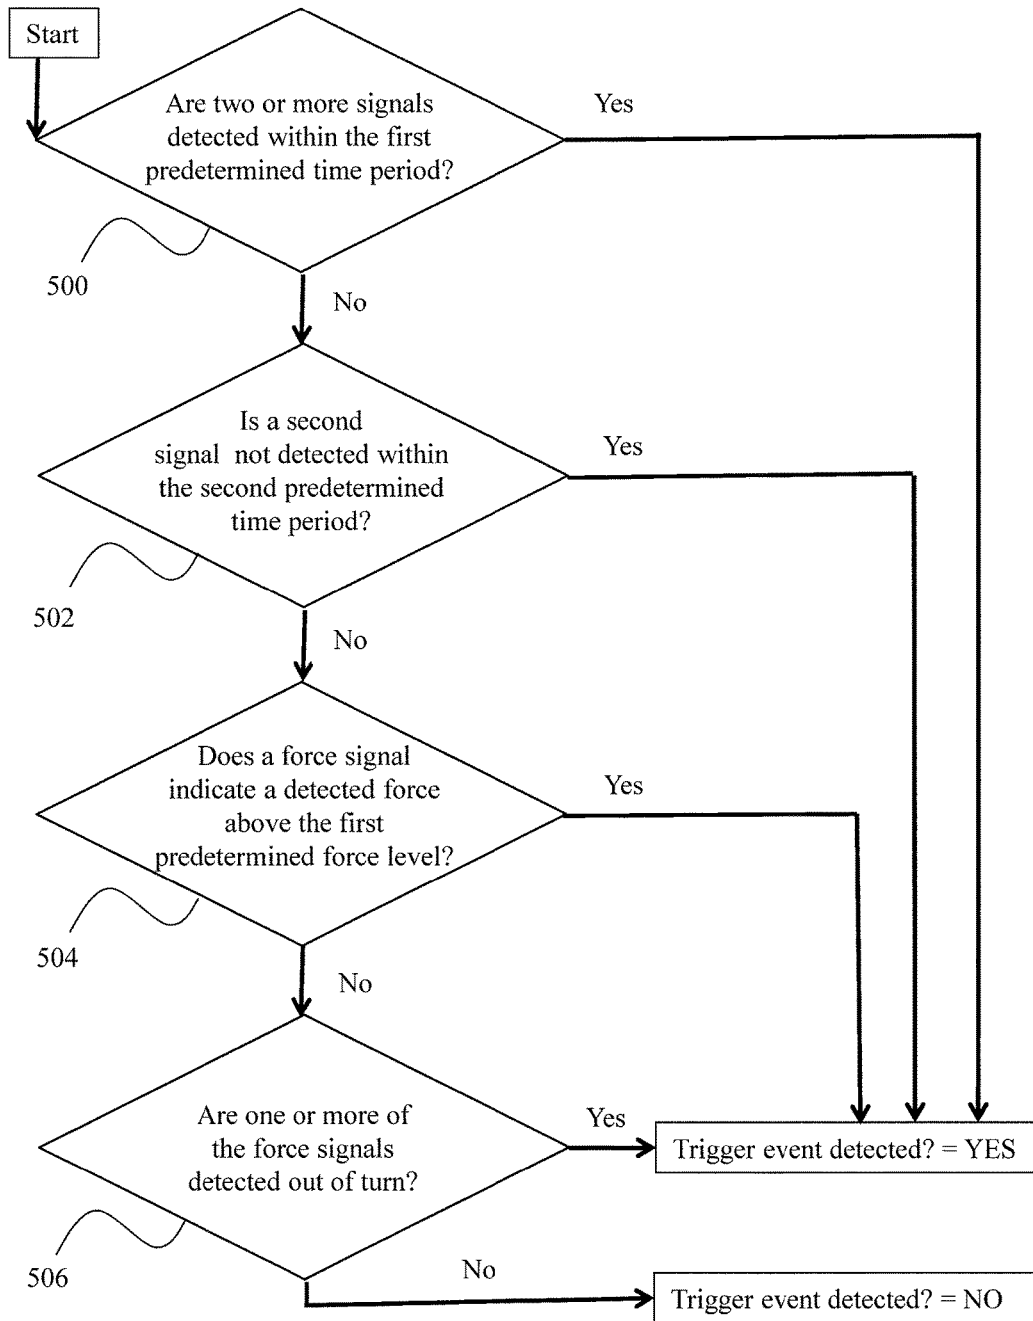 Start
Are two or more signals
detected within the first
predetermined time period?
Yes
500
No
Is a second
signal not detected within
the second predetermined
time period?
Yes
502
No
Does a force signal
indicate a detected force
above the first
predetermined force level?
Yes
504
No
Are one or more of
the force signals
detected out of turn?
Yes
Trigger event detected? = YES
506
No
Trigger event detected? = NO